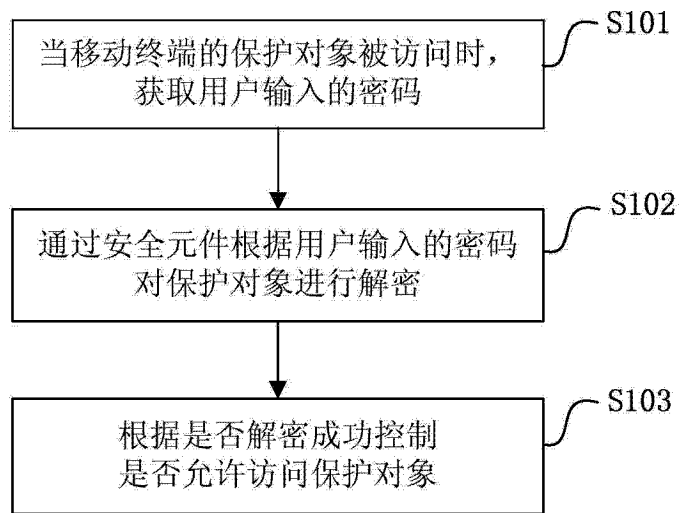 S101
当移动终端的保护对象被访问时，
获取用户输入的密码
S102
通过安全元件根据用户输入的密码
对保护对象进行解密
S103
根据是否解密成功控制
是否允许访问保护对象